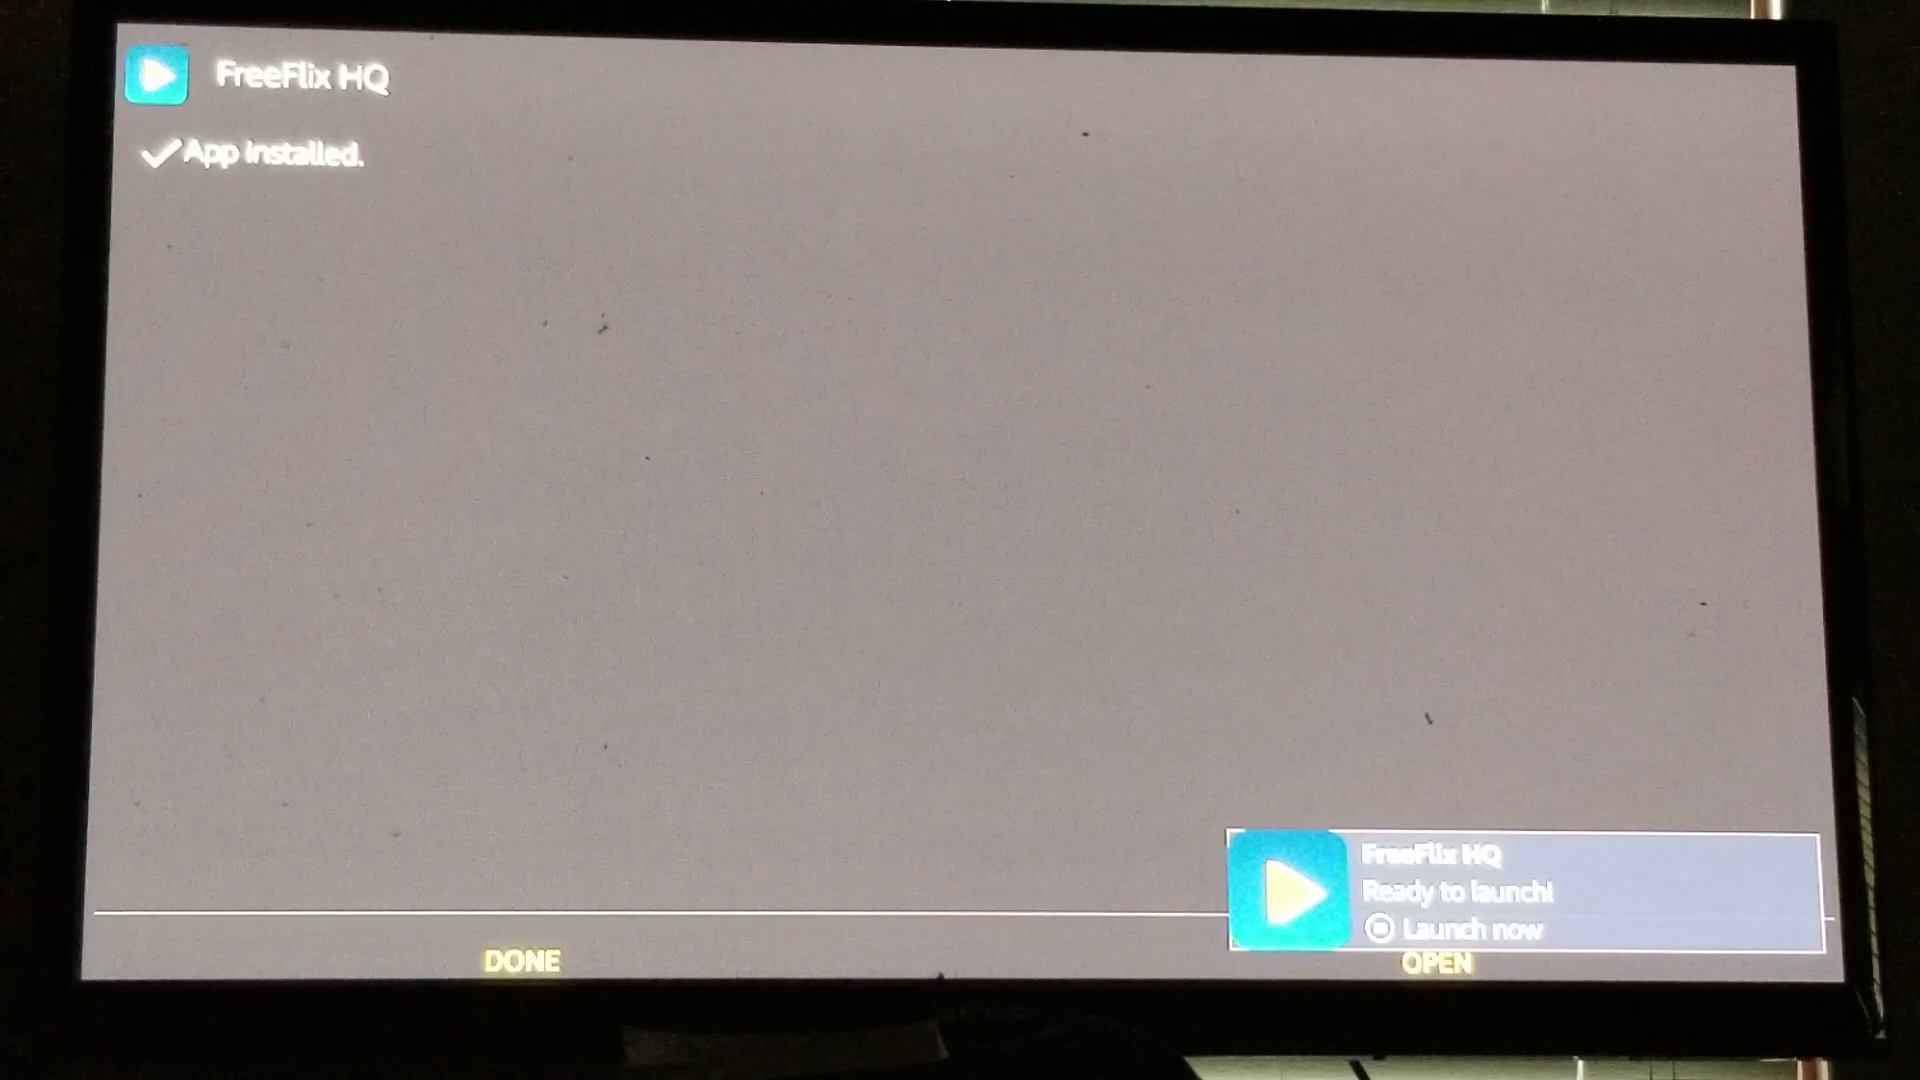 FreeFlix HQ
App installed.
FreeFlix HQ
Ready to launch!
Launch now
DONE
OPEN